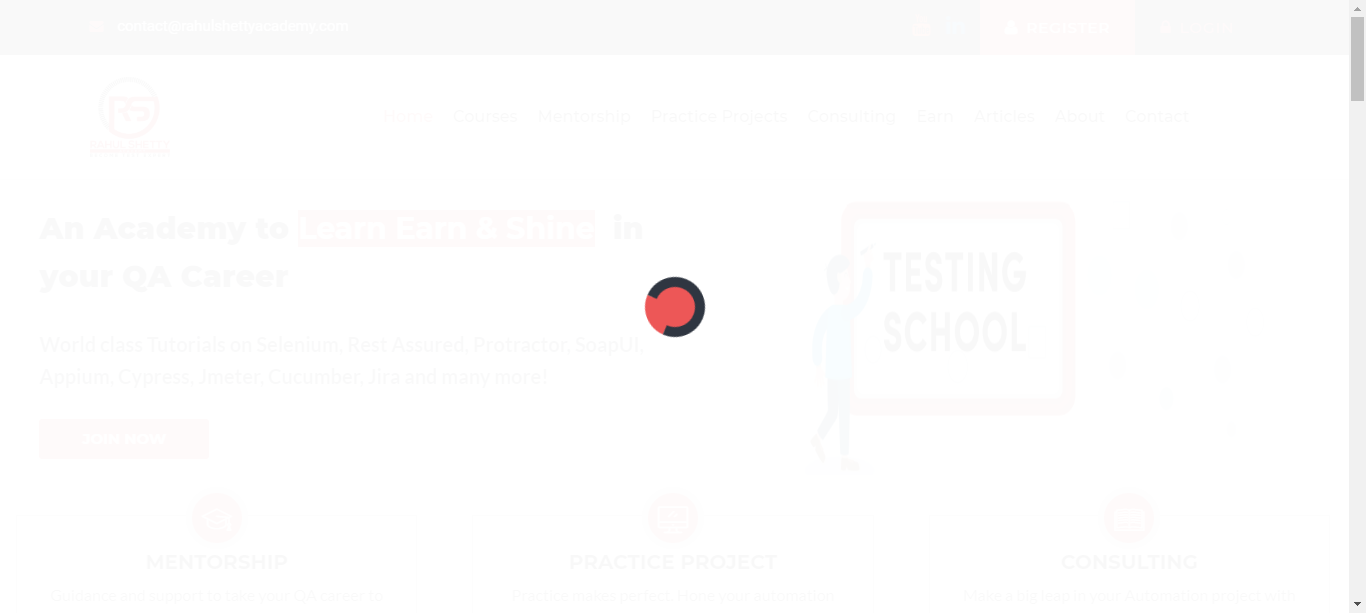 contact@rahulshettyacademy.com
REGISTER
LOGIN
RS
RAHUL SHETTY
Home Courses Mentorship Practice Projects Consulting Earn Articles About Contact
An Academy to Learn Earn & Shine in
your QA Career
TESTING
SCHOOL
World class Tutorials on Selenium, Rest Assured, Protractor, SoapUI,
Appium, Cypress, Jmeter, Cucumber, Jira and many more!
JOIN NOW
MENTORSHIP
PRACTICE PROJECT
CONSULTING
Guidance and support to take your QA career to
Practice makes perfect. Hone your automation
Make a big leap in your Automation project with